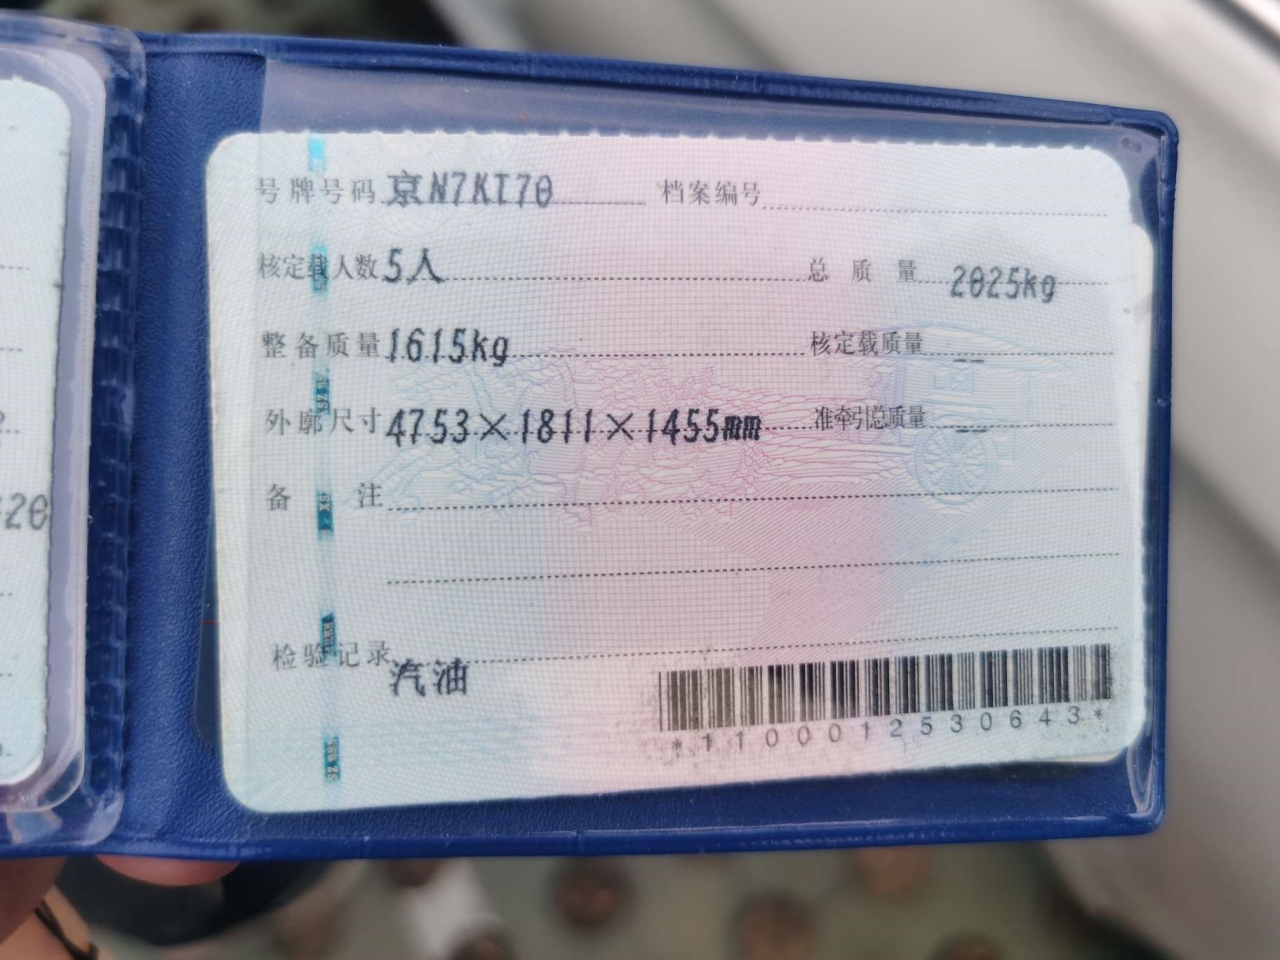 号牌号码 京N7KT70 档案编号
核定载人数 5人 总质量 2025kg
整备质量 1615kg 核定载质量 --
外廓尺寸 4753×1811×1455mm 准牵引总质量 --
备注
检验记录 汽油
*1100012530643*
20